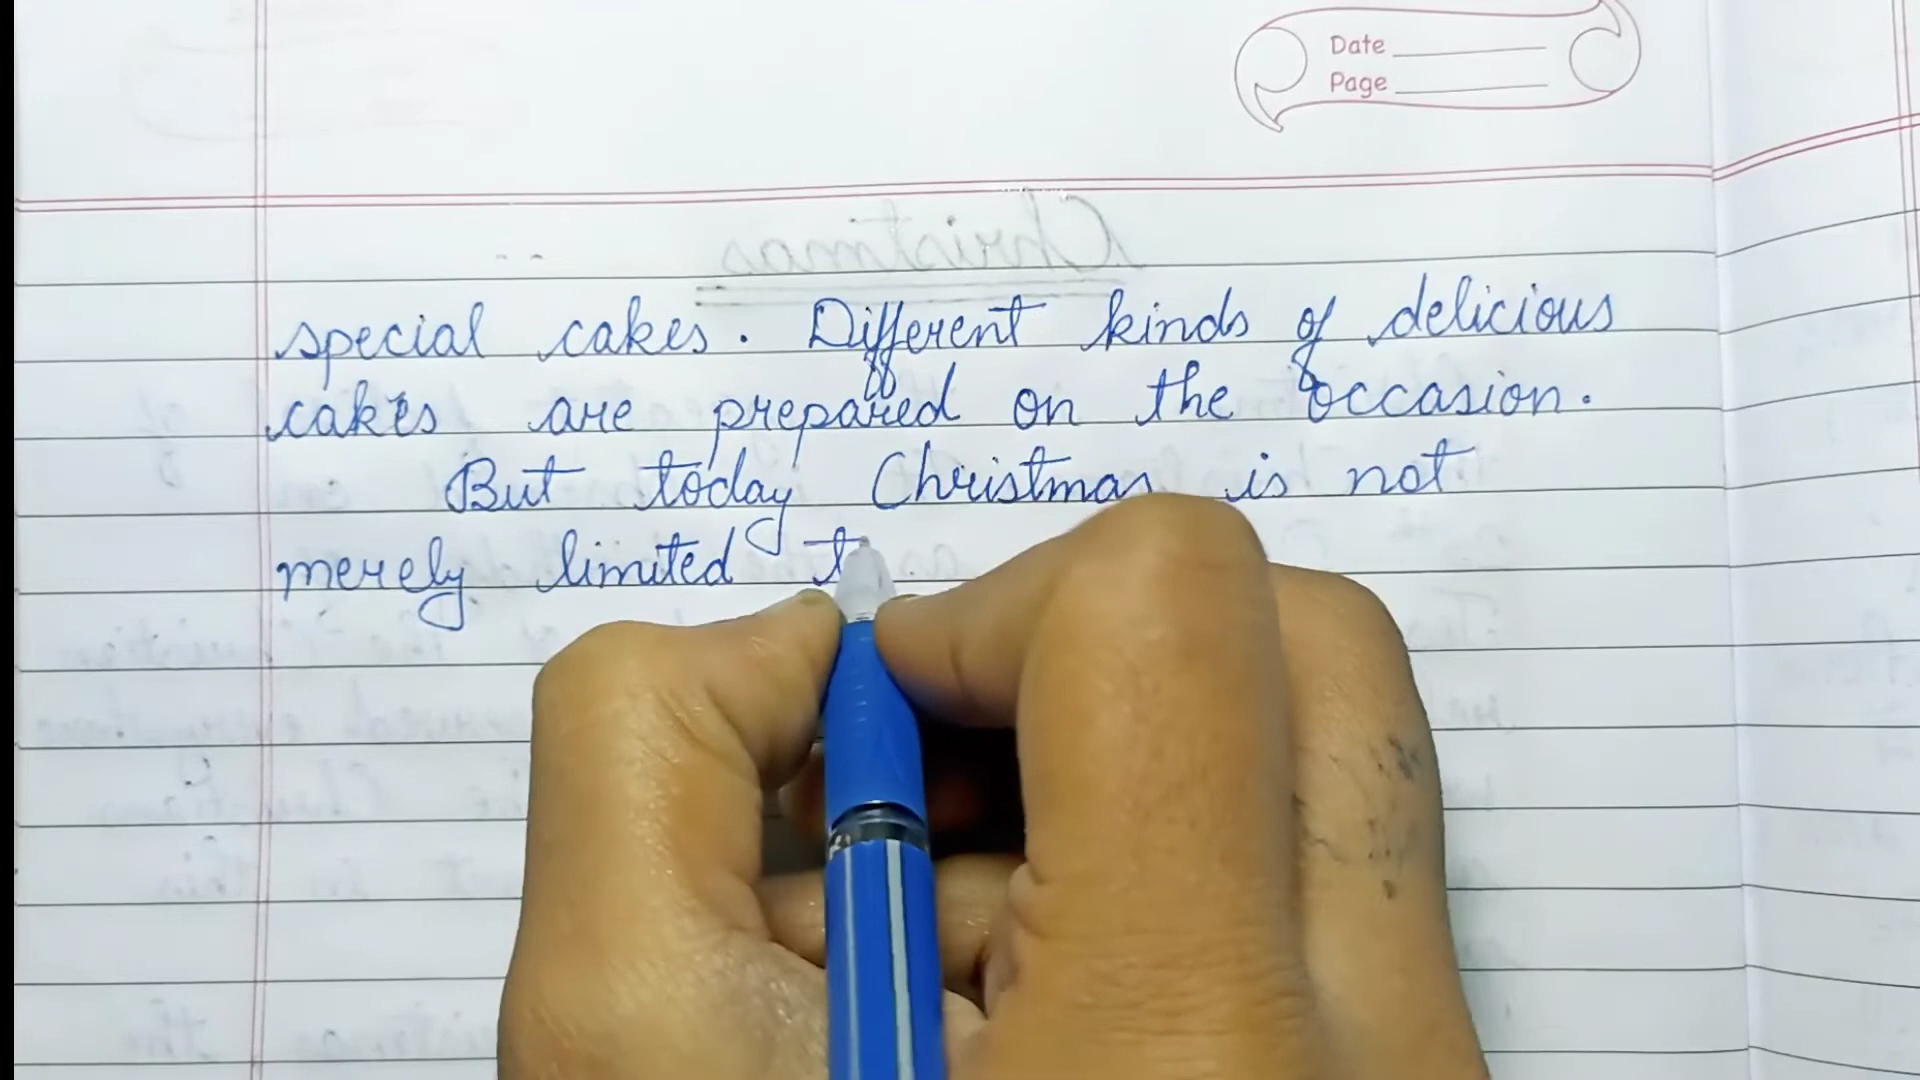 Date
Page
Christmas
special cakes. Different kinds of delicious
cakes are prepared on the occasion.
But today Christmas is not
merely limited t